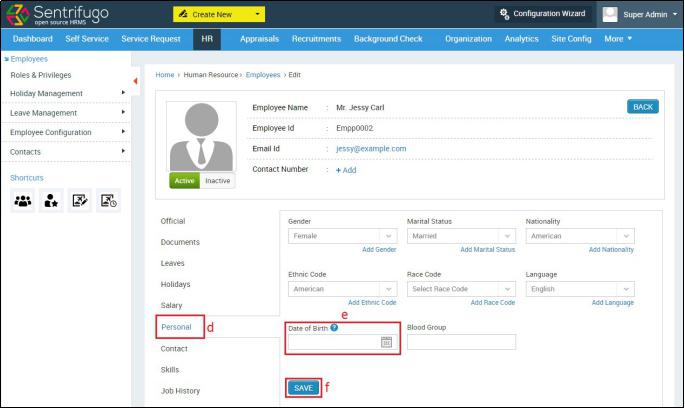 Sentrifugo
open source HRMS
Create New
Configuration Wizard
Super Admin
Dashboard Self Service Service Request HR Appraisals Recruitments Background Check Organization Analytics Site Config More
Employees
Roles & Privileges
Holiday Management
Leave Management
Employee Configuration
Contacts
Shortcuts
Home › Human Resource › Employees › Edit
BACK
Employee Name : Mr. Jessy Carl
Employee Id : Empp0002
Email Id : jessy@example.com
Contact Number : + Add
Active Inactive
Official
Documents
Leaves
Holidays
Salary
Personal d
Contact
Skills
Job History
Gender Marital Status Nationality
Female Married American
Add Gender Add Marital Status Add Nationality
Ethnic Code Race Code Language
American Select Race Code English
Add Ethnic Code Add Race Code Add Language
e
Date of Birth ? Blood Group
SAVE f